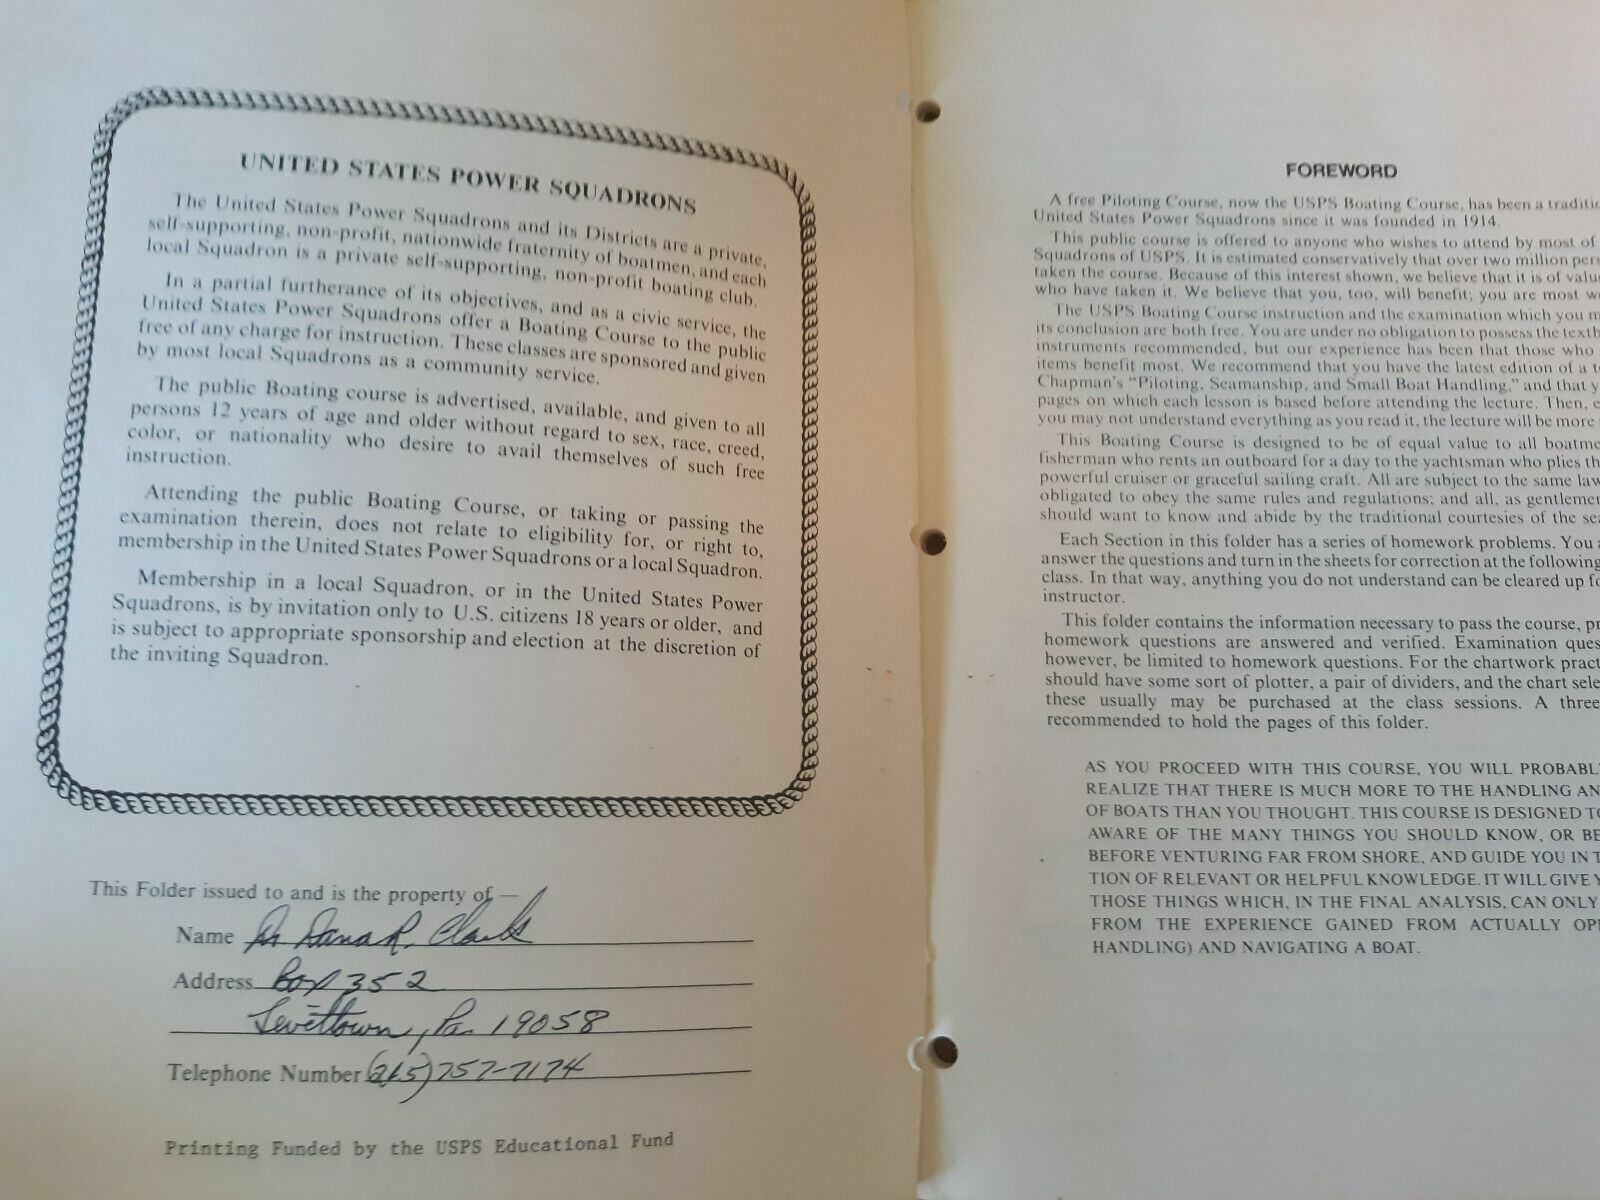 UNITED STATES POWER SQUADRONS
The United States Power Squadrons and its Districts are a private,
self-supporting, non-profit, nationwide fraternity of boatmen, and each
local Squadron is a private self-supporting, non-profit boating club.
In a partial furtherance of its objectives, and as a civic service, the
United States Power Squadrons offer a Boating Course to the public
free of any charge for instruction. These classes are sponsored and given
by most local Squadrons as a community service.
The public Boating course is advertised, available, and given to all
persons 12 years of age and older without regard to sex, race, creed,
color, or nationality who desire to avail themselves of such free
instruction.
Attending the public Boating Course, or taking or passing the
examination therein, does not relate to eligibility for, or right to,
membership in the United States Power Squadrons or a local Squadron.
Membership in a local Squadron, or in the United States Power
Squadrons, is by invitation only to U.S. citizens 18 years or older, and
is subject to appropriate sponsorship and election at the discretion of
the inviting Squadron.
This Folder issued to and is the property of —
Name Dr Dana R. Clark
Address Box 352
Levittown, Pa. 19058
Telephone Number (215) 757-7174
Printing Funded by the USPS Educational Fund
FOREWORD
A free Piloting Course, now the USPS Boating Course, has been a traditio
United States Power Squadrons since it was founded in 1914.
This public course is offered to anyone who wishes to attend by most of
Squadrons of USPS. It is estimated conservatively that over two million pers
taken the course. Because of this interest shown, we believe that it is of value
who have taken it. We believe that you, too, will benefit; you are most we
The USPS Boating Course instruction and the examination which you m
its conclusion are both free. You are under no obligation to possess the textb
instruments recommended, but our experience has been that those who
items benefit most. We recommend that you have the latest edition of a te
Chapman's "Piloting, Seamanship, and Small Boat Handling," and that y
pages on which each lesson is based before attending the lecture. Then, e
you may not understand everything as you read it, the lecture will be more
This Boating Course is designed to be of equal value to all boatme
fisherman who rents an outboard for a day to the yachtsman who plies th
powerful cruiser or graceful sailing craft. All are subject to the same law
obligated to obey the same rules and regulations; and all, as gentlemen
should want to know and abide by the traditional courtesies of the sea
Each Section in this folder has a series of homework problems. You a
answer the questions and turn in the sheets for correction at the following
class. In that way, anything you do not understand can be cleared up fo
instructor.
This folder contains the information necessary to pass the course, pr
homework questions are answered and verified. Examination ques
however, be limited to homework questions. For the chartwork pract
should have some sort of plotter, a pair of dividers, and the chart sele
these usually may be purchased at the class sessions. A three
recommended to hold the pages of this folder.
AS YOU PROCEED WITH THIS COURSE, YOU WILL PROBABL
REALIZE THAT THERE IS MUCH MORE TO THE HANDLING AN
OF BOATS THAN YOU THOUGHT. THIS COURSE IS DESIGNED TO
AWARE OF THE MANY THINGS YOU SHOULD KNOW, OR BE
BEFORE VENTURING FAR FROM SHORE, AND GUIDE YOU IN T
TION OF RELEVANT OR HELPFUL KNOWLEDGE. IT WILL GIVE Y
THOSE THINGS WHICH, IN THE FINAL ANALYSIS, CAN ONLY
FROM THE EXPERIENCE GAINED FROM ACTUALLY OPE
HANDLING) AND NAVIGATING A BOAT.